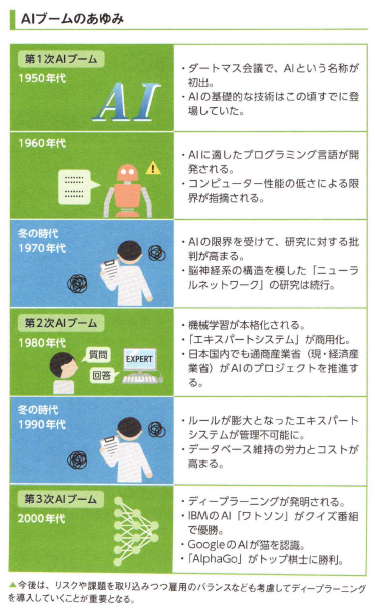 AIブームのあゆみ
第1次AIブーム
1950年代
AI
・ダートマス会議で、AIという名称が
初出。
・AIの基礎的な技術はこの頃すでに登
場していた。
1960年代
・AIに適したプログラミング言語が開
発される。
・コンピューター性能の低さによる限
界が指摘される。
冬の時代
1970年代
・AIの限界を受けて、研究に対する批
判が高まる。
・脳神経系の構造を模した「ニューラ
ルネットワーク」の研究は続行。
第2次AIブーム
1980年代
質問
回答
EXPERT
・機械学習が本格化される。
・「エキスパートシステム」が商用化。
・日本国内でも通商産業省（現・経済産
業省）がAIのプロジェクトを推進す
る。
冬の時代
1990年代
・ルールが膨大となったエキスパート
システムが管理不可能に。
・データベース維持の労力とコストが
高まる。
第3次AIブーム
2000年代
・ディープラーニングが発明される。
・IBMのAI「ワトソン」がクイズ番組
で優勝。
・GoogleのAIが猫を認識。
・「AlphaGo」がトップ棋士に勝利。
▲今後は、リスクや課題を取り込みつつ雇用のバランスなども考慮してディープラーニング
を導入していくことが重要となる。